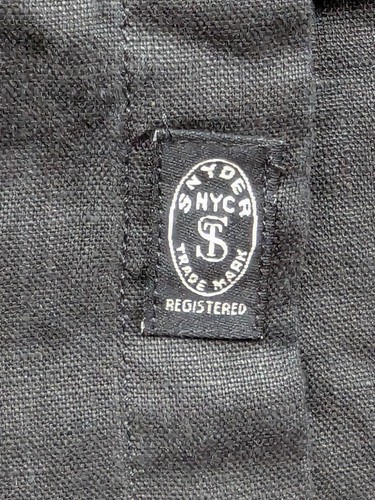 SNYDER
NYC
TS
TRADE MARK
REGISTERED